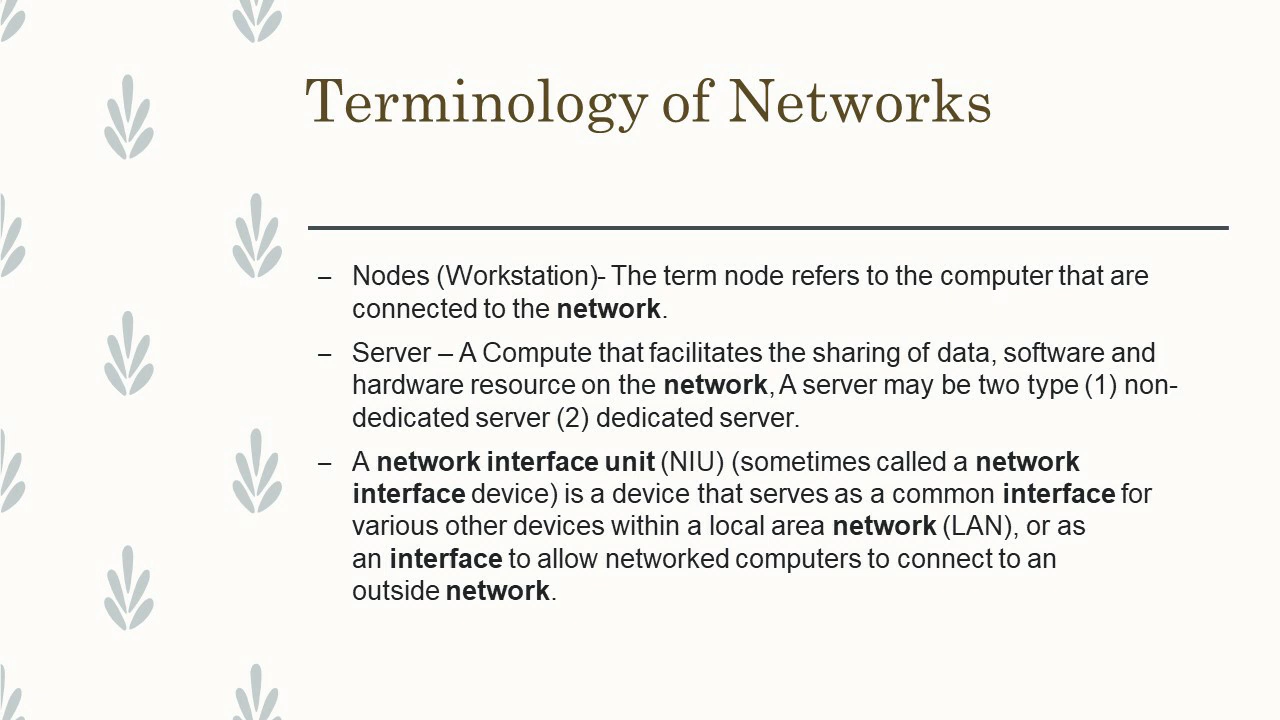 Terminology of Networks
– Nodes (Workstation)- The term node refers to the computer that are
connected to the network.
– Server – A Compute that facilitates the sharing of data, software and
hardware resource on the network, A server may be two type (1) non-
dedicated server (2) dedicated server.
– A network interface unit (NIU) (sometimes called a network
interface device) is a device that serves as a common interface for
various other devices within a local area network (LAN), or as
an interface to allow networked computers to connect to an
outside network.